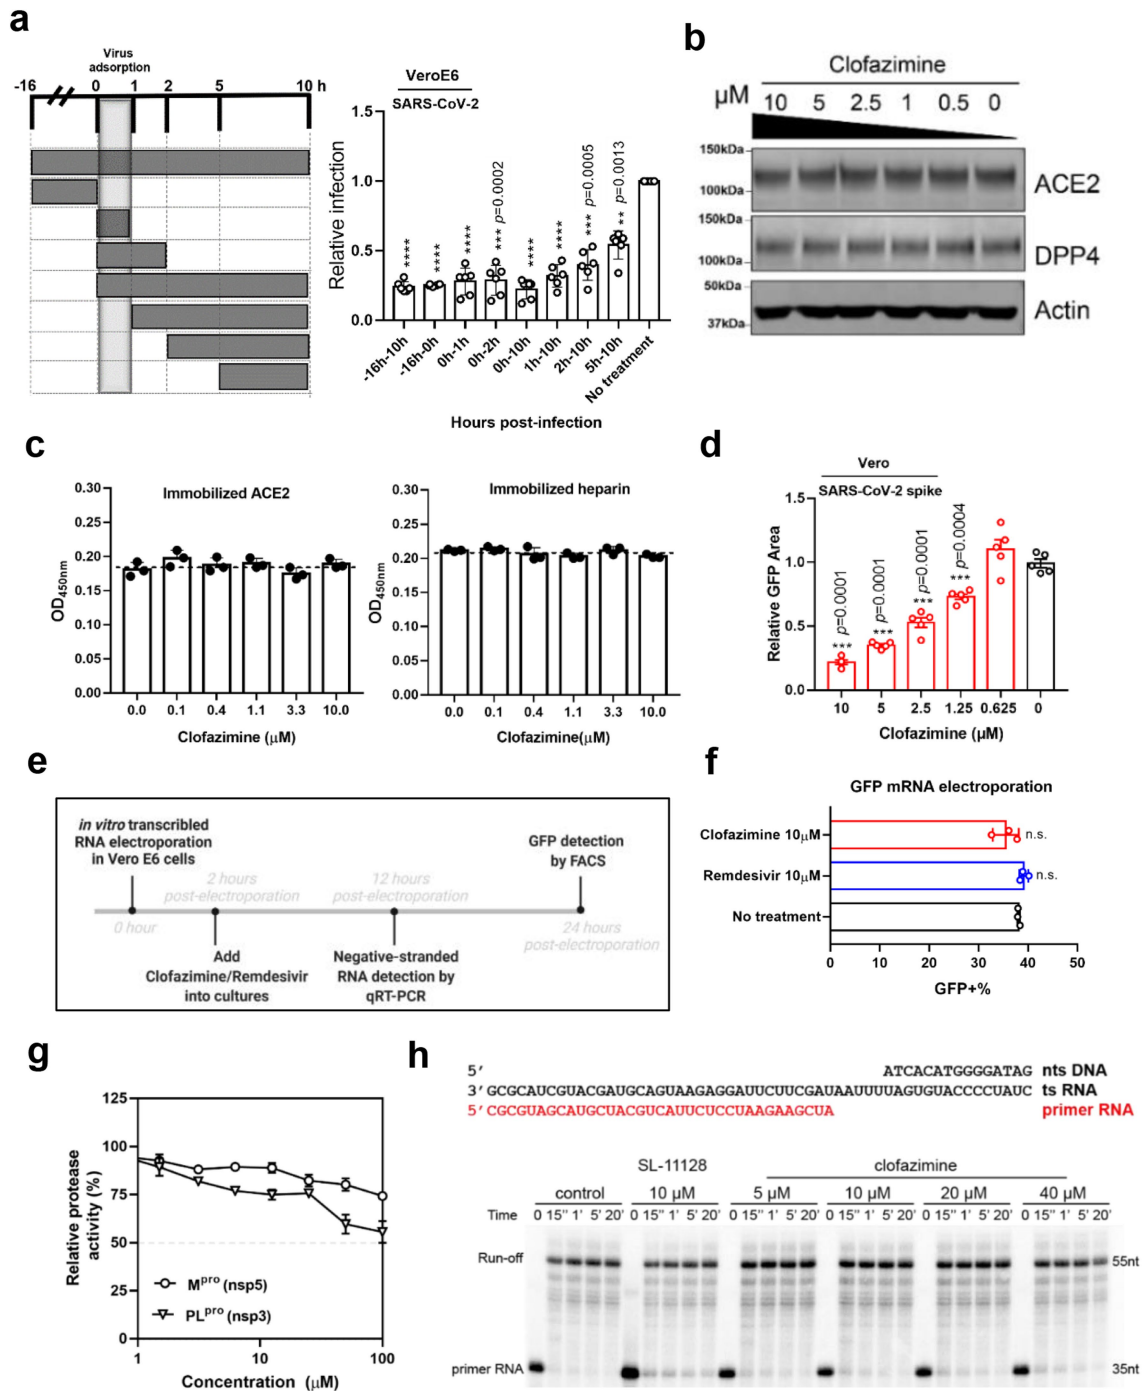 a
Virus
adsorption
-16 0 1 2 5 10 h
VeroE6
SARS-CoV-2
Relative infection
1.5
1.0
0.5
0.0
****
****
****
*** p=0.0002
****
****
*** p=0.0005
** p=0.0013
-16h-10h
-16h-0h
0h-1h
0h-2h
0h-10h
1h-10h
2h-10h
5h-10h
No treatment
Hours post-infection
b
Clofazimine
µM 10 5 2.5 1 0.5 0
150kDa
100kDa
ACE2
150kDa
100kDa
DPP4
50kDa
37kDa
Actin
c
Immobilized ACE2
OD450nm
0.30
0.25
0.20
0.15
0.10
0.05
0.00
0.0 0.1 0.4 1.1 3.3 10.0
Clofazimine (µM)
Immobilized heparin
OD450nm
0.30
0.25
0.20
0.15
0.10
0.05
0.00
0.0 0.1 0.4 1.1 3.3 10.0
Clofazimine(µM)
d
Vero
SARS-CoV-2 spike
Relative GFP Area
1.5
1.0
0.5
0.0
*** p=0.0001
*** p=0.0001
*** p=0.0001
*** p=0.0004
10 5 2.5 1.25 0.625 0
Clofazimine (µM)
e
in vitro transcribed
RNA electroporation
in Vero E6 cells
0 hour
2 hours
post-electroporation
Add
Clofazimine/Remdesivir
into cultures
12 hours
post-electroporation
Negative-stranded
RNA detection by
qRT-PCR
GFP detection
by FACS
24 hours
post-electroporation
f
GFP mRNA electroporation
Clofazimine 10µM n.s.
Remdesivir 10µM n.s.
No treatment
0 10 20 30 40 50
GFP+%
g
Relative protease
activity (%)
125
100
75
50
25
0
Mpro (nsp5)
PLpro (nsp3)
1 10 100
Concentration (µM)
h
5′ ATCACATGGGGATAG nts DNA
3′ GCGCAUCGUACGAUGCAGUAAGAGGAUUCUUCGAUAAUUUUAGUGUACCCCUAUC ts RNA
5′ CGCGUAGCAUGCUACGUCAUUCUCCUAAGAAGCUA primer RNA
SL-11128 clofazimine
control 10 µM 5 µM 10 µM 20 µM 40 µM
Time 0 15" 1' 5' 20' 0 15" 1' 5' 20' 0 15" 1' 5' 20' 0 15" 1' 5' 20' 0 15" 1' 5' 20' 0 15" 1' 5' 20'
Run-off 55nt
primer RNA 35nt